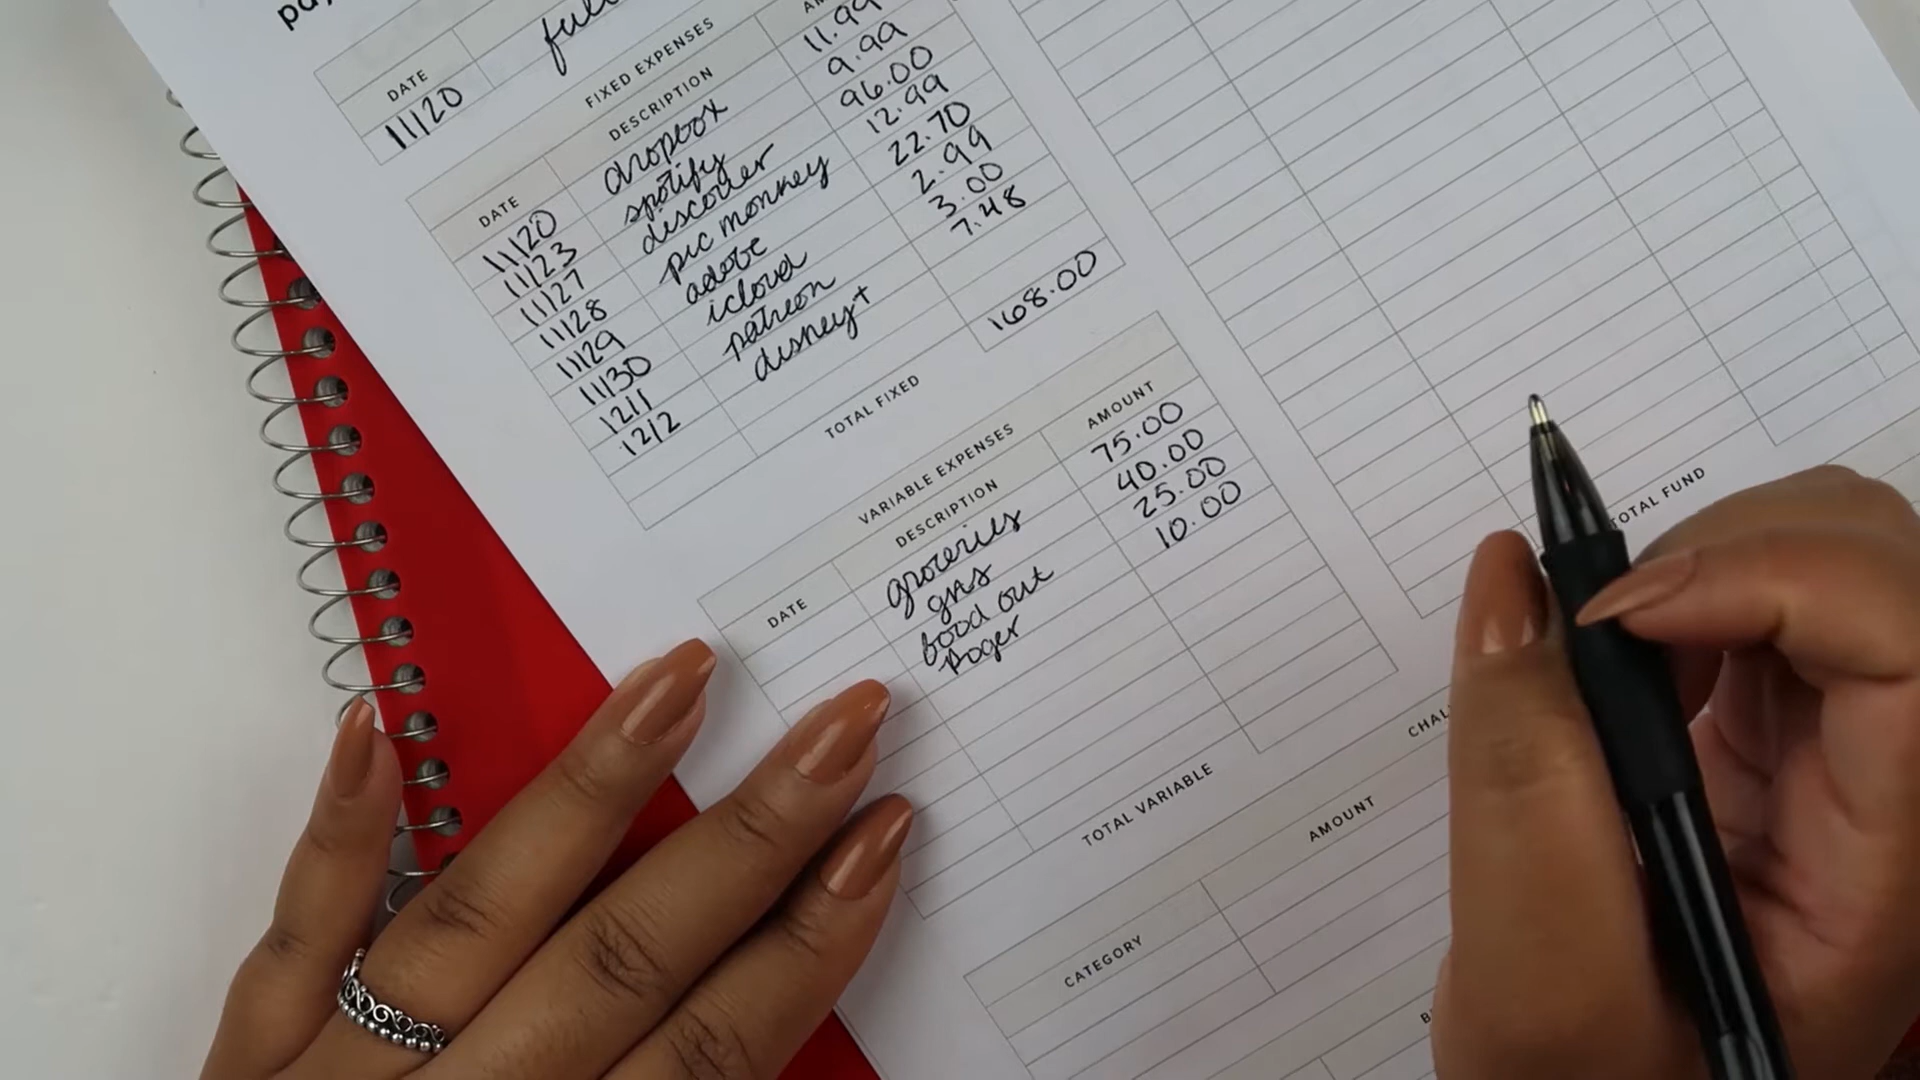 pay
DATE
11/20 full
FIXED EXPENSES
DATE DESCRIPTION AM
11/20 dropbox 11.99
11/23 spotify 9.99
11/27 discover 96.00
11/28 pic monkey 12.99
11/29 adobe 22.70
11/30 icloud 2.99
12/1 patreon 3.00
12/2 disney+ 7.48
TOTAL FIXED 168.00
VARIABLE EXPENSES
DATE DESCRIPTION AMOUNT
groceries 75.00
gas 40.00
food out 25.00
roger 10.00
TOTAL VARIABLE
TOTAL FUND
CHAL
CATEGORY AMOUNT